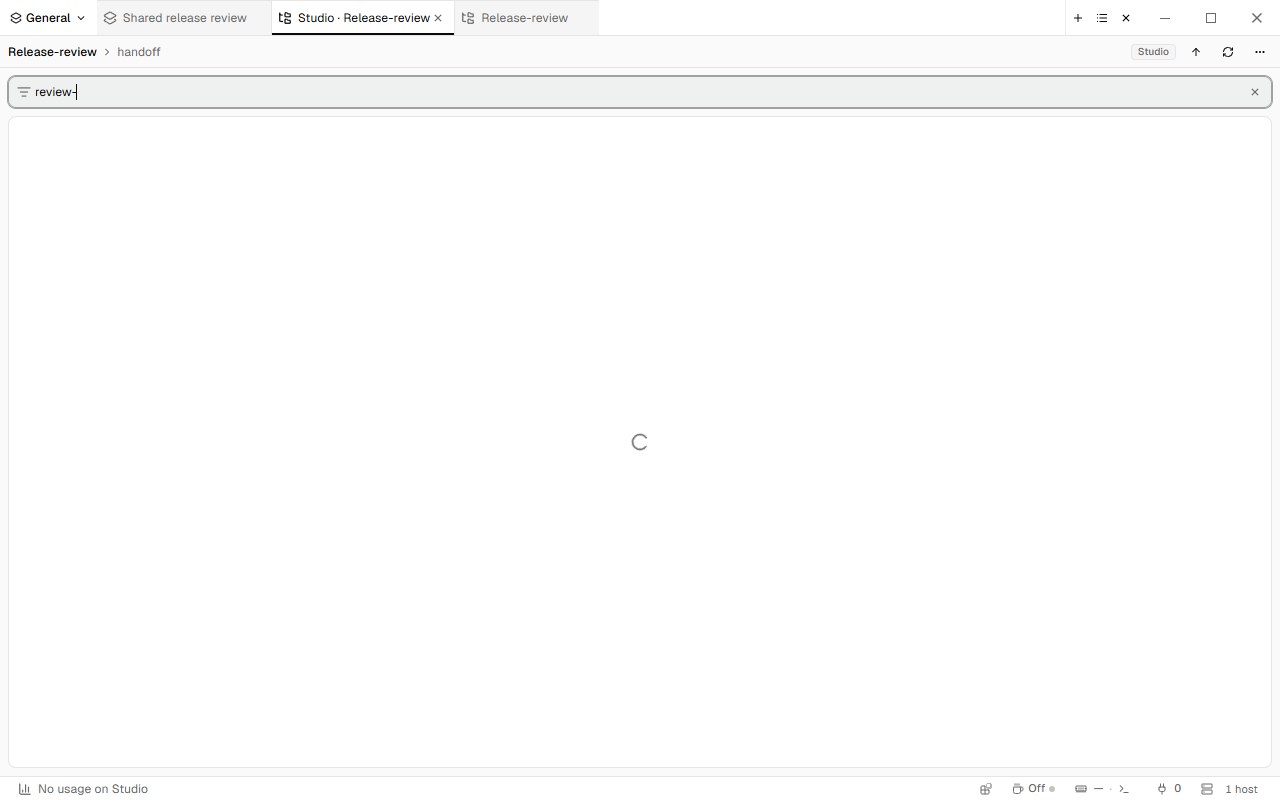 General
Shared release review
Studio · Release-review
Release-review
Release-review > handoff
Studio
review-
No usage on Studio
Off
0
1 host